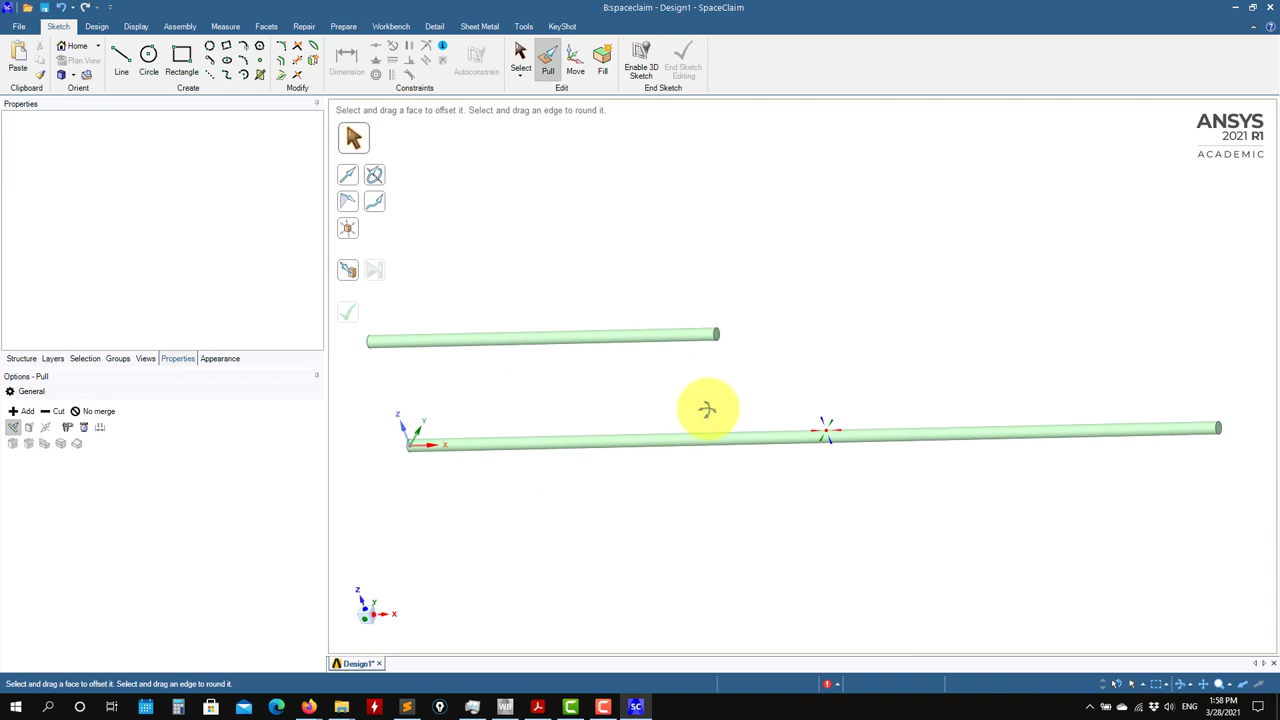 B:spaceclaim - Design1 - SpaceClaim
File Sketch Design Display Assembly Measure Facets Repair Prepare Workbench Detail Sheet Metal Tools KeyShot
Paste Home Plan View Line Circle Rectangle Dimension Autoconstrain Select Pull Move Fill Enable 3D Sketch End Sketch Editing
Clipboard Orient Create Modify Constraints Edit End Sketch
Properties
Select and drag a face to offset it. Select and drag an edge to round it.
ANSYS
2021 R1
ACADEMIC
Structure Layers Selection Groups Views Properties Appearance
Options - Pull
General
Add Cut No merge
Z
Y
X
Z
Y
X
Design1*
Select and drag a face to offset it. Select and drag an edge to round it.
WB
SC
ENG
1:58 PM
3/28/2021